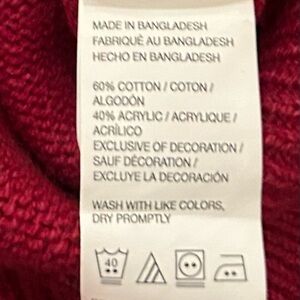 MADE IN BANGLADESH
FABRIQUÉ AU BANGLADESH
HECHO EN BANGLADESH
60% COTTON / COTON /
ALGODÓN
40% ACRYLIC / ACRYLIQUE /
ACRÍLICO
EXCLUSIVE OF DECORATION /
SAUF DÉCORATION /
EXCLUYE LA DECORACIÓN
WASH WITH LIKE COLORS,
DRY PROMPTLY
40